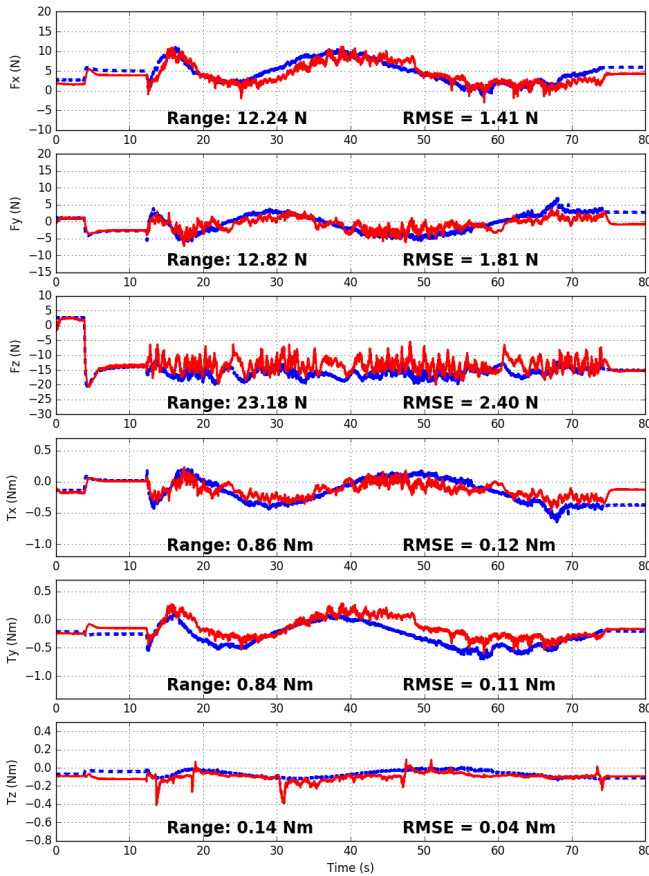 20
15
10
5
0
−5
−10
Fx (N)
Range: 12.24 N RMSE = 1.41 N
0 10 20 30 40 50 60 70 80
20
15
10
5
0
−5
−10
−15
Fy (N)
Range: 12.82 N RMSE = 1.81 N
0 10 20 30 40 50 60 70 80
10
5
0
−5
−10
−15
−20
−25
−30
Fz (N)
Range: 23.18 N RMSE = 2.40 N
0 10 20 30 40 50 60 70 80
0.5
0.0
−0.5
−1.0
Tx (Nm)
Range: 0.86 Nm RMSE = 0.12 Nm
0 10 20 30 40 50 60 70 80
0.5
0.0
−0.5
−1.0
Ty (Nm)
Range: 0.84 Nm RMSE = 0.11 Nm
0 10 20 30 40 50 60 70 80
0.4
0.2
0.0
−0.2
−0.4
−0.6
−0.8
Tz (Nm)
Range: 0.14 Nm RMSE = 0.04 Nm
0 10 20 30 40 50 60 70 80
Time (s)